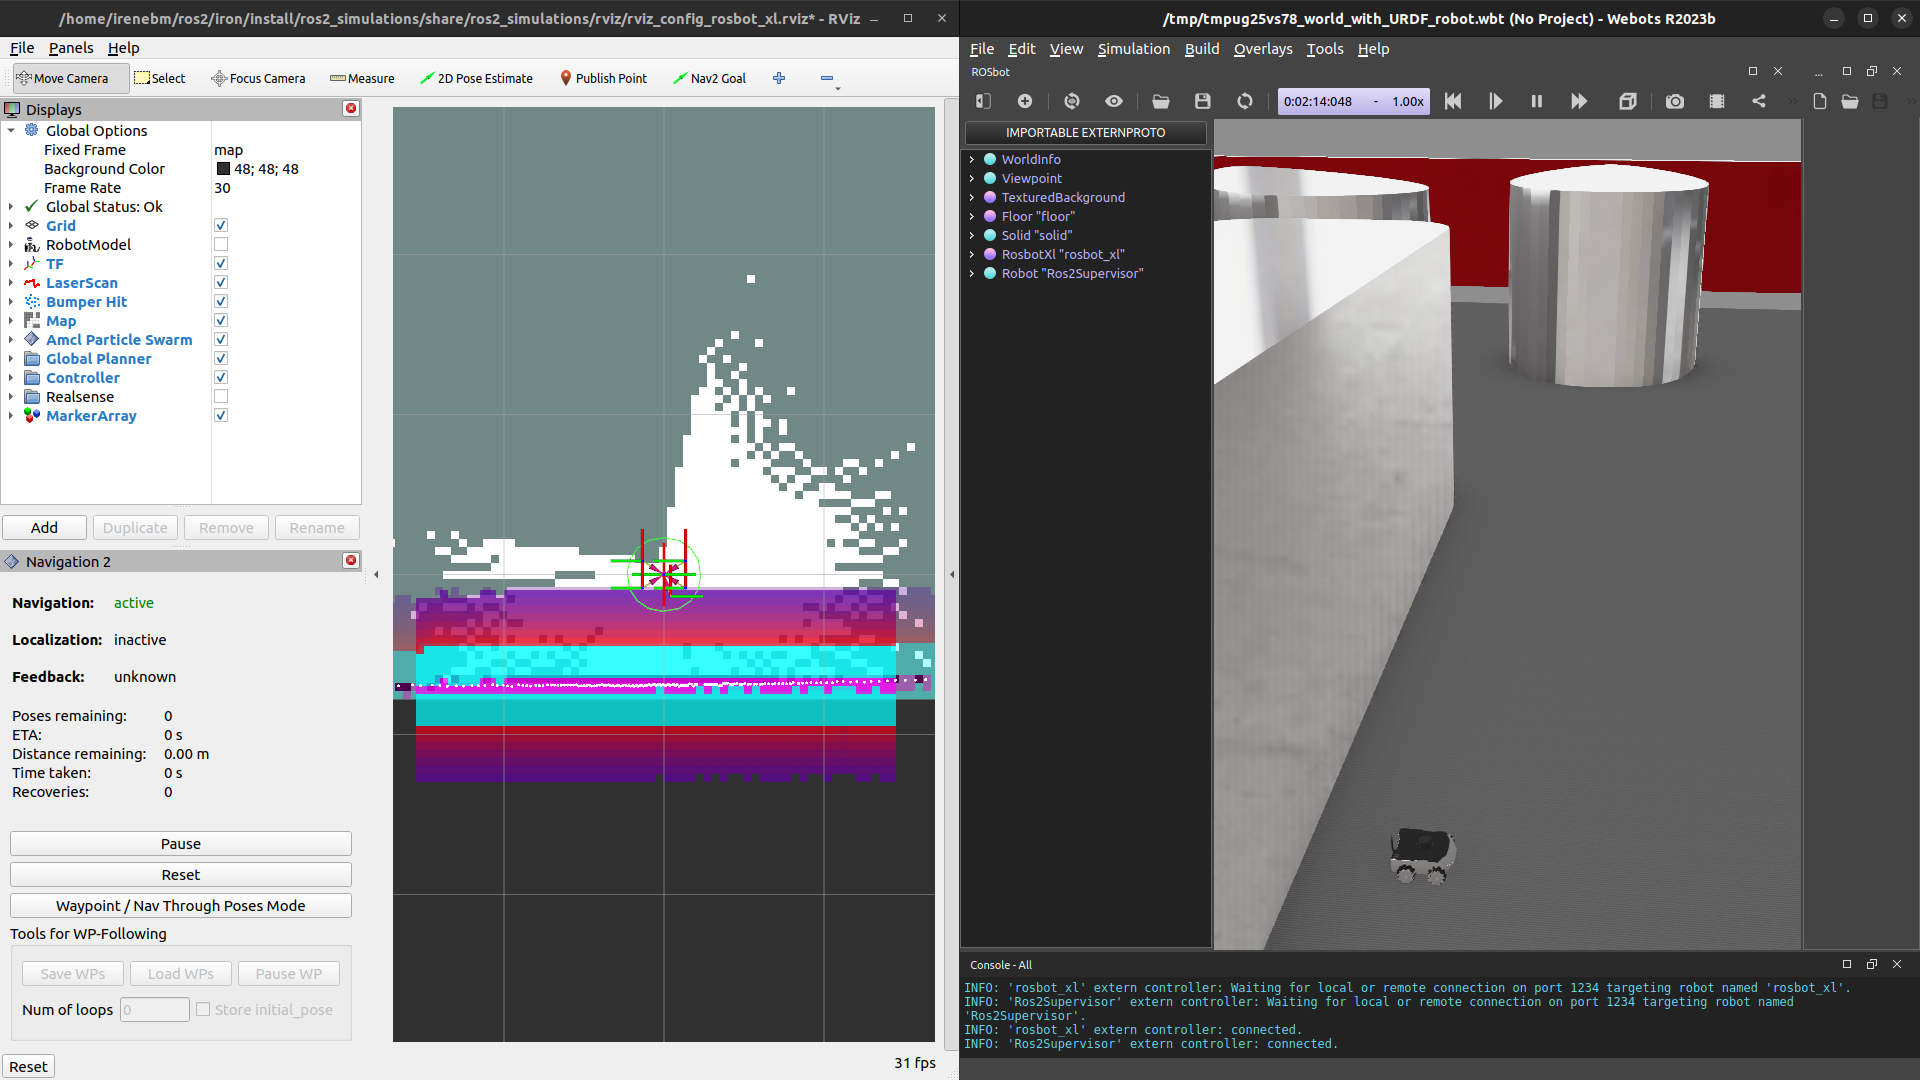 /home/irenebm/ros2/iron/install/ros2_simulations/share/ros2_simulations/rviz/rviz_config_rosbot_xl.rviz* - RViz
File Panels Help
Move Camera Select Focus Camera Measure 2D Pose Estimate Publish Point Nav2 Goal
Displays
Global Options
Fixed Frame map
Background Color 48; 48; 48
Frame Rate 30
Global Status: Ok
Grid
RobotModel
TF
LaserScan
Bumper Hit
Map
Amcl Particle Swarm
Global Planner
Controller
Realsense
MarkerArray
Add Duplicate Remove Rename
Navigation 2
Navigation: active
Localization: inactive
Feedback: unknown
Poses remaining: 0
ETA: 0 s
Distance remaining: 0.00 m
Time taken: 0 s
Recoveries: 0
Pause
Reset
Waypoint / Nav Through Poses Mode
Tools for WP-Following
Save WPs Load WPs Pause WP
Num of loops 0 Store initial_pose
Reset
31 fps
/tmp/tmpug25vs78_world_with_URDF_robot.wbt (No Project) - Webots R2023b
File Edit View Simulation Build Overlays Tools Help
ROSbot
...
0:02:14:048 - 1.00x
IMPORTABLE EXTERNPROTO
WorldInfo
Viewpoint
TexturedBackground
Floor "floor"
Solid "solid"
RosbotXl "rosbot_xl"
Robot "Ros2Supervisor"
Console - All
INFO: 'rosbot_xl' extern controller: Waiting for local or remote connection on port 1234 targeting robot named 'rosbot_xl'.
INFO: 'Ros2Supervisor' extern controller: Waiting for local or remote connection on port 1234 targeting robot named
'Ros2Supervisor'.
INFO: 'rosbot_xl' extern controller: connected.
INFO: 'Ros2Supervisor' extern controller: connected.